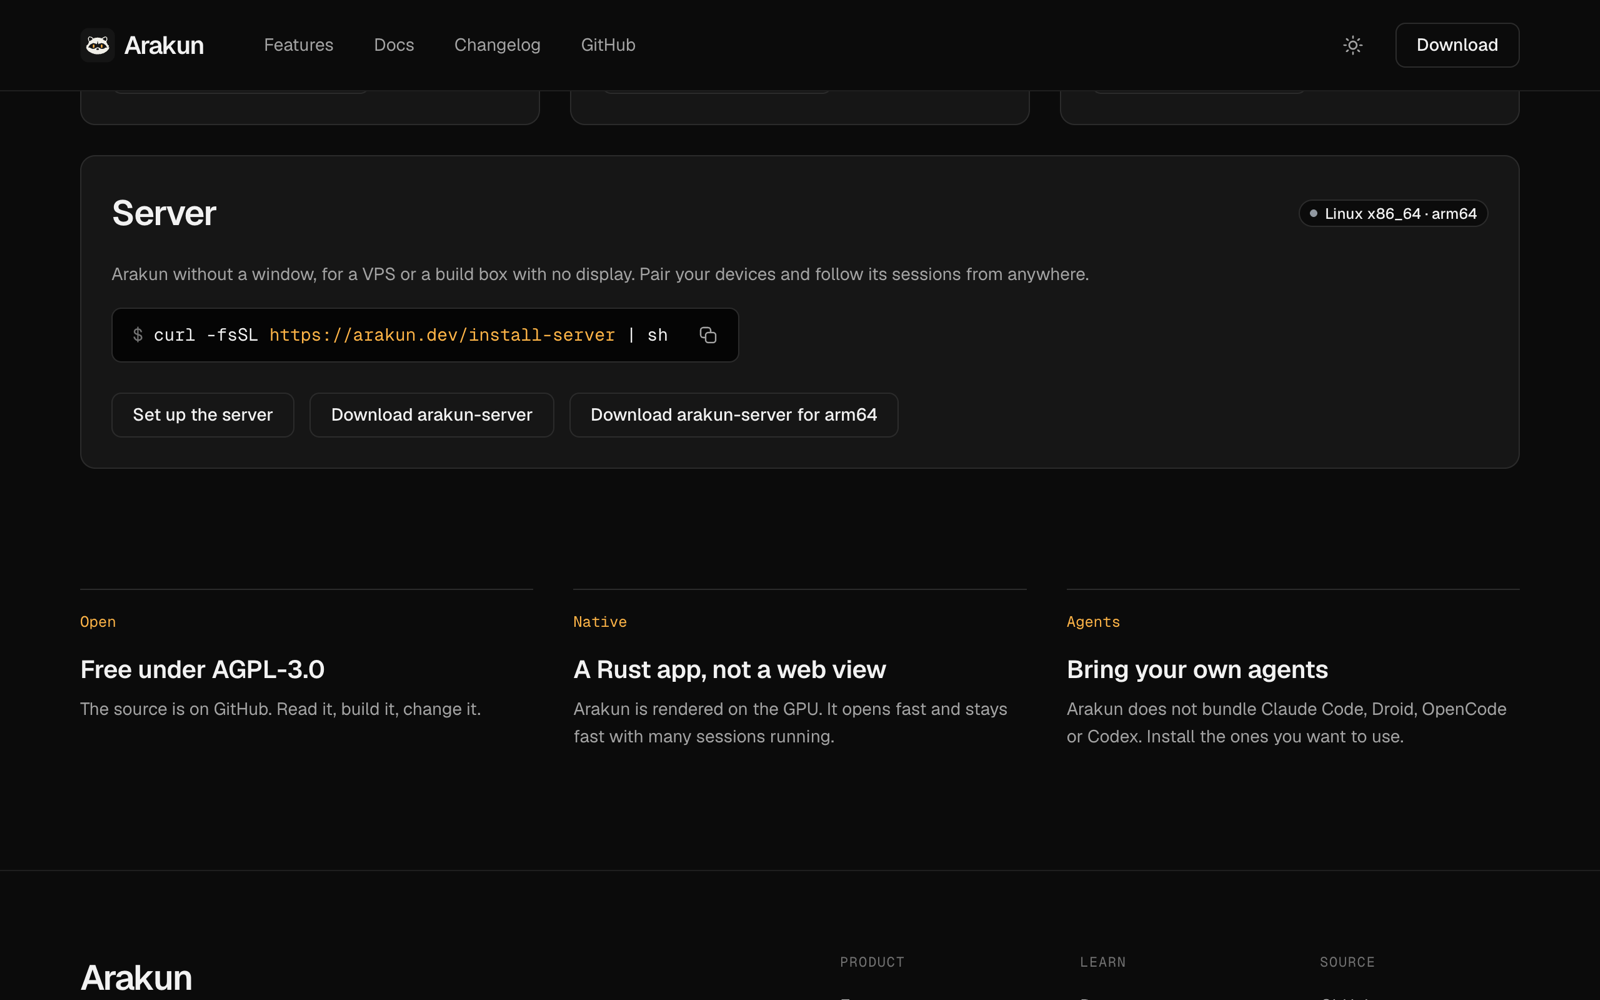 Arakun
Features
Docs
Changelog
GitHub
Download
Server
Linux x86_64 · arm64
Arakun without a window, for a VPS or a build box with no display. Pair your devices and follow its sessions from anywhere.
$ curl -fsSL https://arakun.dev/install-server | sh
Set up the server
Download arakun-server
Download arakun-server for arm64
Open
Free under AGPL-3.0
The source is on GitHub. Read it, build it, change it.
Native
A Rust app, not a web view
Arakun is rendered on the GPU. It opens fast and stays
fast with many sessions running.
Agents
Bring your own agents
Arakun does not bundle Claude Code, Droid, OpenCode
or Codex. Install the ones you want to use.
Arakun
PRODUCT
LEARN
SOURCE